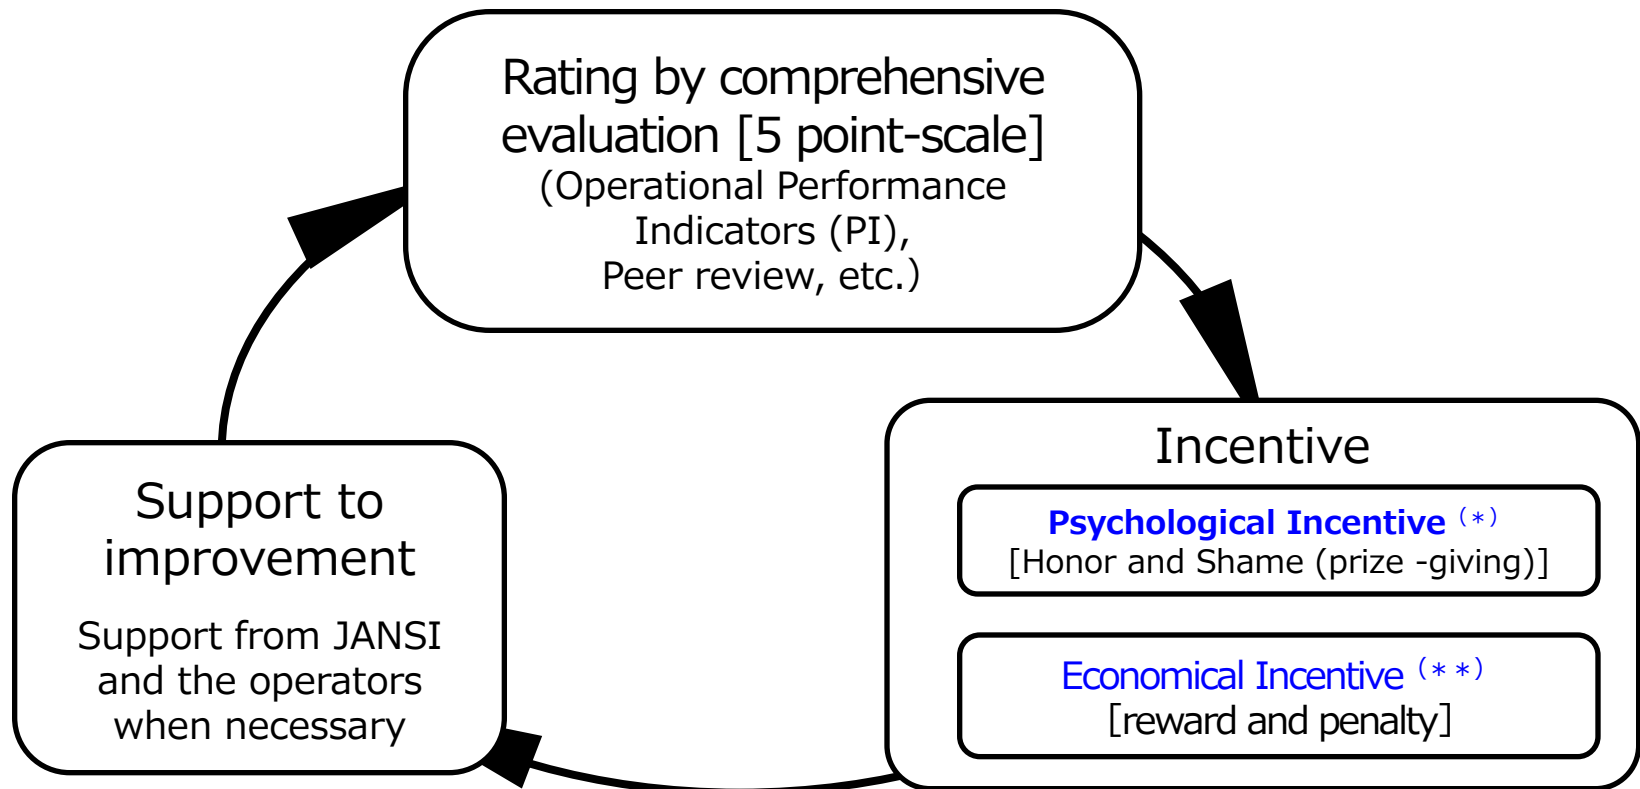 Rating by comprehensive
evaluation [5 point-scale]
(Operational Performance
Indicators (PI),
Peer review, etc.)
Incentive
Psychological Incentive (*)
[Honor and Shame (prize -giving)]
Economical Incentive (**)
[reward and penalty]
Support to
improvement
Support from JANSI
and the operators
when necessary